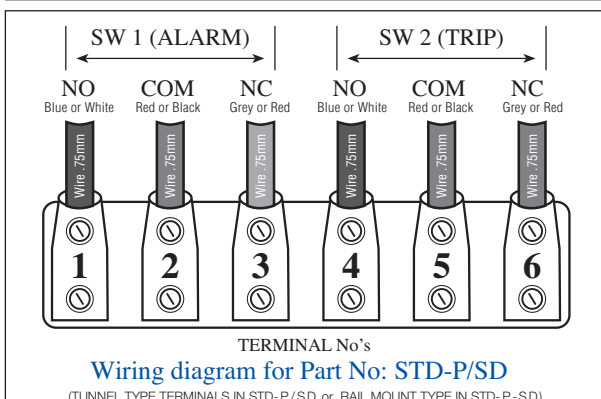 SW 1 (ALARM) SW 2 (TRIP)
NO COM NC NO COM NC
Blue or White Red or Black Grey or Red Blue or White Red or Black Grey or Red
Wire .75mm Wire .75mm Wire .75mm Wire .75mm Wire .75mm Wire .75mm
1 2 3 4 5 6
TERMINAL No's
Wiring diagram for Part No: STD-P/SD
(TUNNEL TYPE TERMINALS IN STD-P/SD or RAIL MOUNT TYPE IN STD-P-SD)